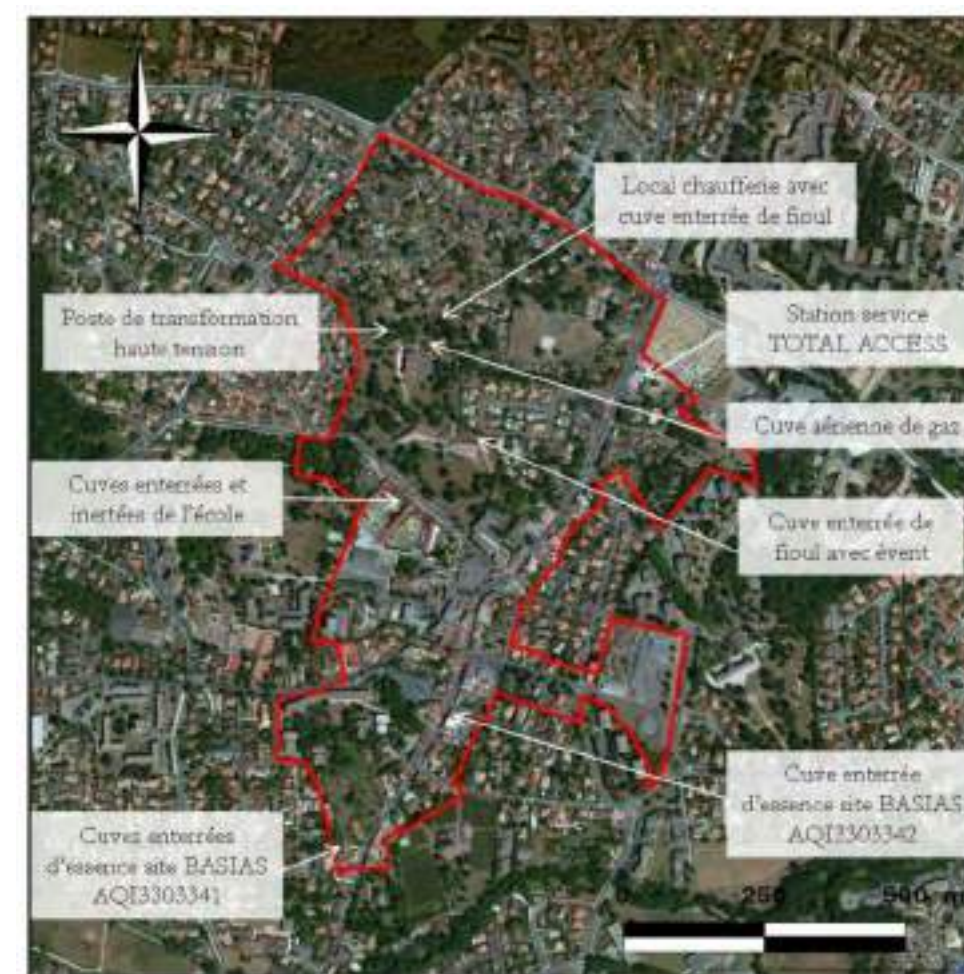 Local chaufferie avec
cuve enterrée de fioul
Poste de transformation
haute tension
Station service
TOTAL ACCESS
Cuve aérienne de gaz
Cuves enterrées et
inertées de l'école
Cuve enterrée de
fioul avec évent
Cuve enterrée
d'essence site BASIAS
AQI3303342
Cuves enterrées
d'essence site BASIAS
AQI3303341
0 250 500 m